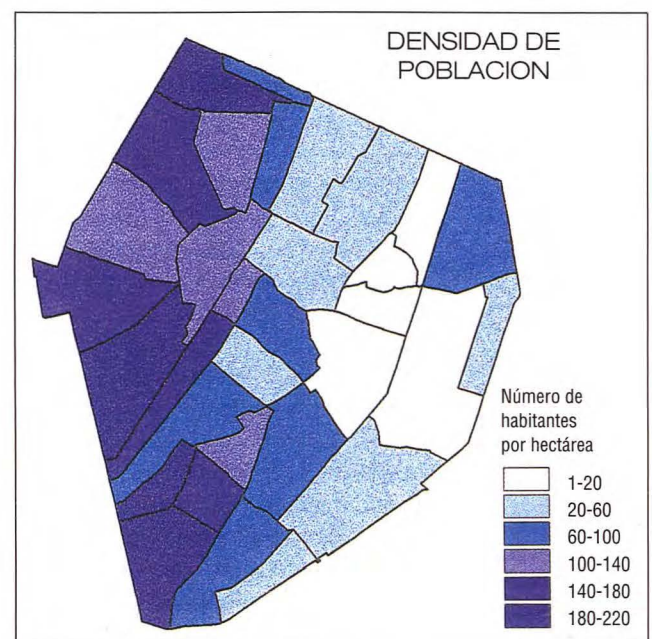 DENSIDAD DE
POBLACION
Número de
habitantes
por hectárea
1-20
20-60
60-100
100-140
140-180
180-220